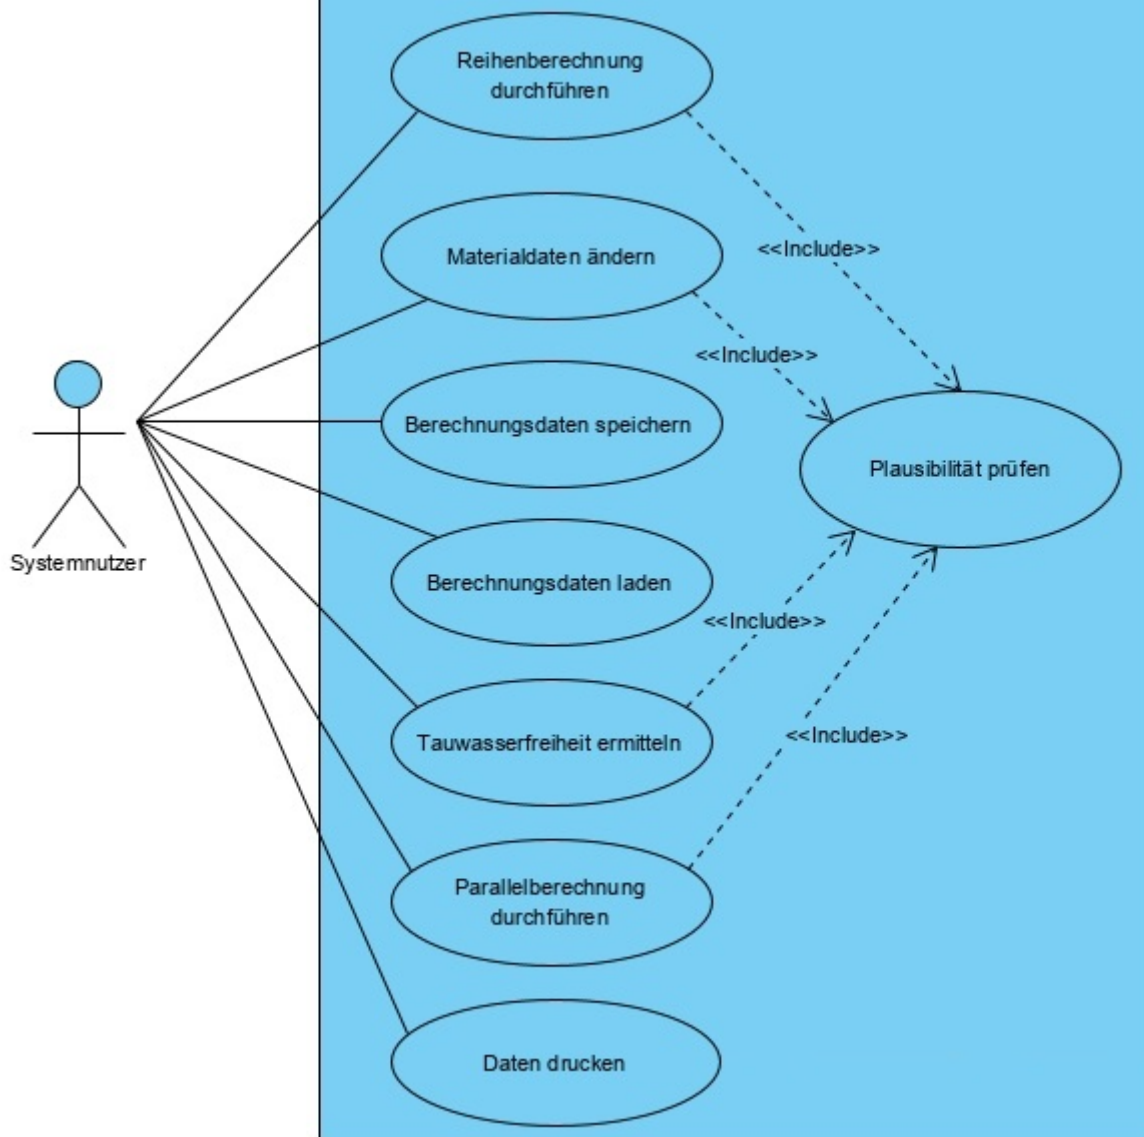 Reihenberechnung
durchführen
<<Include>>
Materialdaten ändern
<<Include>>
Berechnungsdaten speichern
Plausibilität prüfen
Systemnutzer
Berechnungsdaten laden
<<Include>>
Tauwasserfreiheit ermitteln
<<Include>>
Parallelberechnung
durchführen
Daten drucken